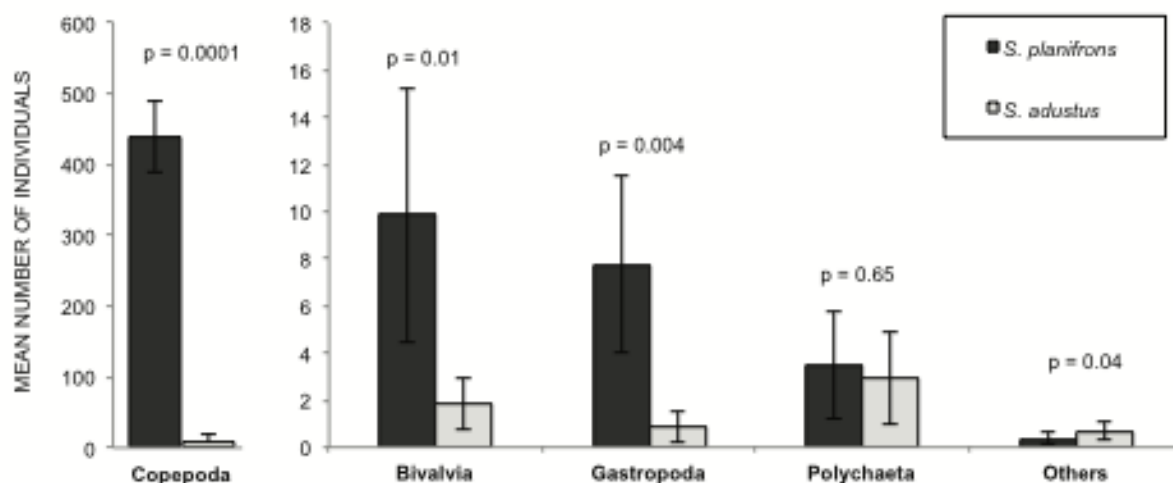 MEAN NUMBER OF INDIVIDUALS
600
500
400
300
200
100
0
p = 0.0001
Copepoda
18
16
14
12
10
8
6
4
2
0
p = 0.01
p = 0.004
p = 0.65
p = 0.04
Bivalvia
Gastropoda
Polychaeta
Others
S. planifrons
S. adustus